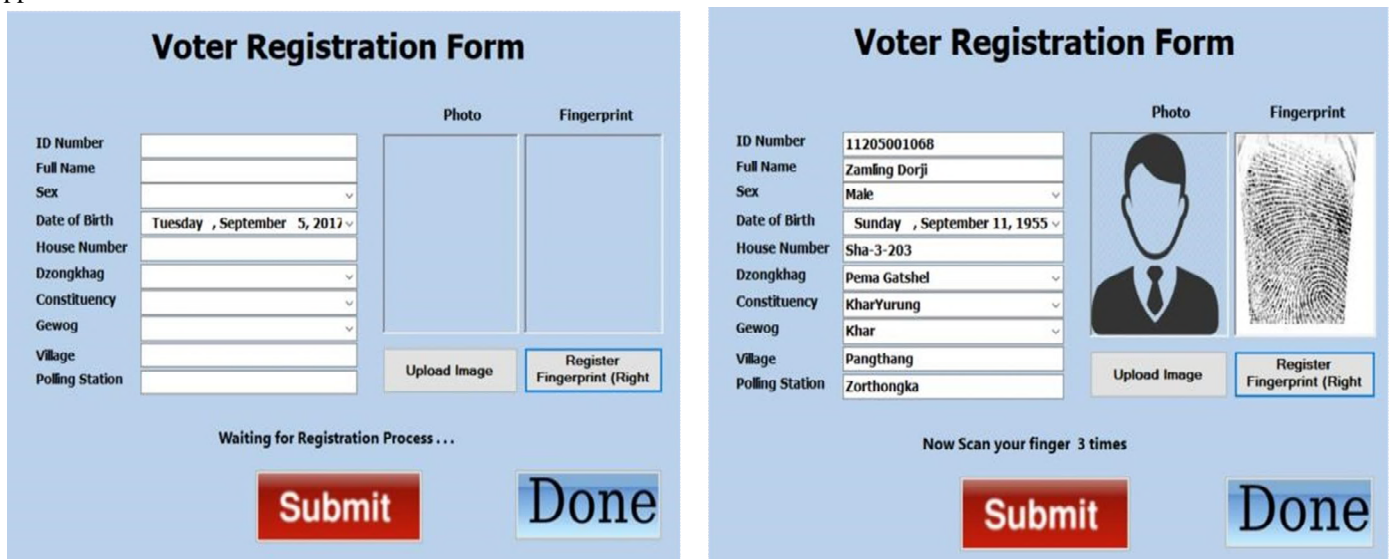 Voter Registration Form
Photo Fingerprint
ID Number
Full Name
Sex
Date of Birth Tuesday , September 5, 2017
House Number
Dzongkhag
Constituency
Gewog
Village
Polling Station
Upload Image
Register
Fingerprint (Right
Waiting for Registration Process . . .
Submit Done
Voter Registration Form
Photo Fingerprint
ID Number 11205001068
Full Name Zamling Dorji
Sex Male
Date of Birth Sunday , September 11, 1955
House Number Sha-3-203
Dzongkhag Pema Gatshel
Constituency KharYurung
Gewog Khar
Village Pangthang
Polling Station Zorthongka
Upload Image
Register
Fingerprint (Right
Now Scan your finger 3 times
Submit Done